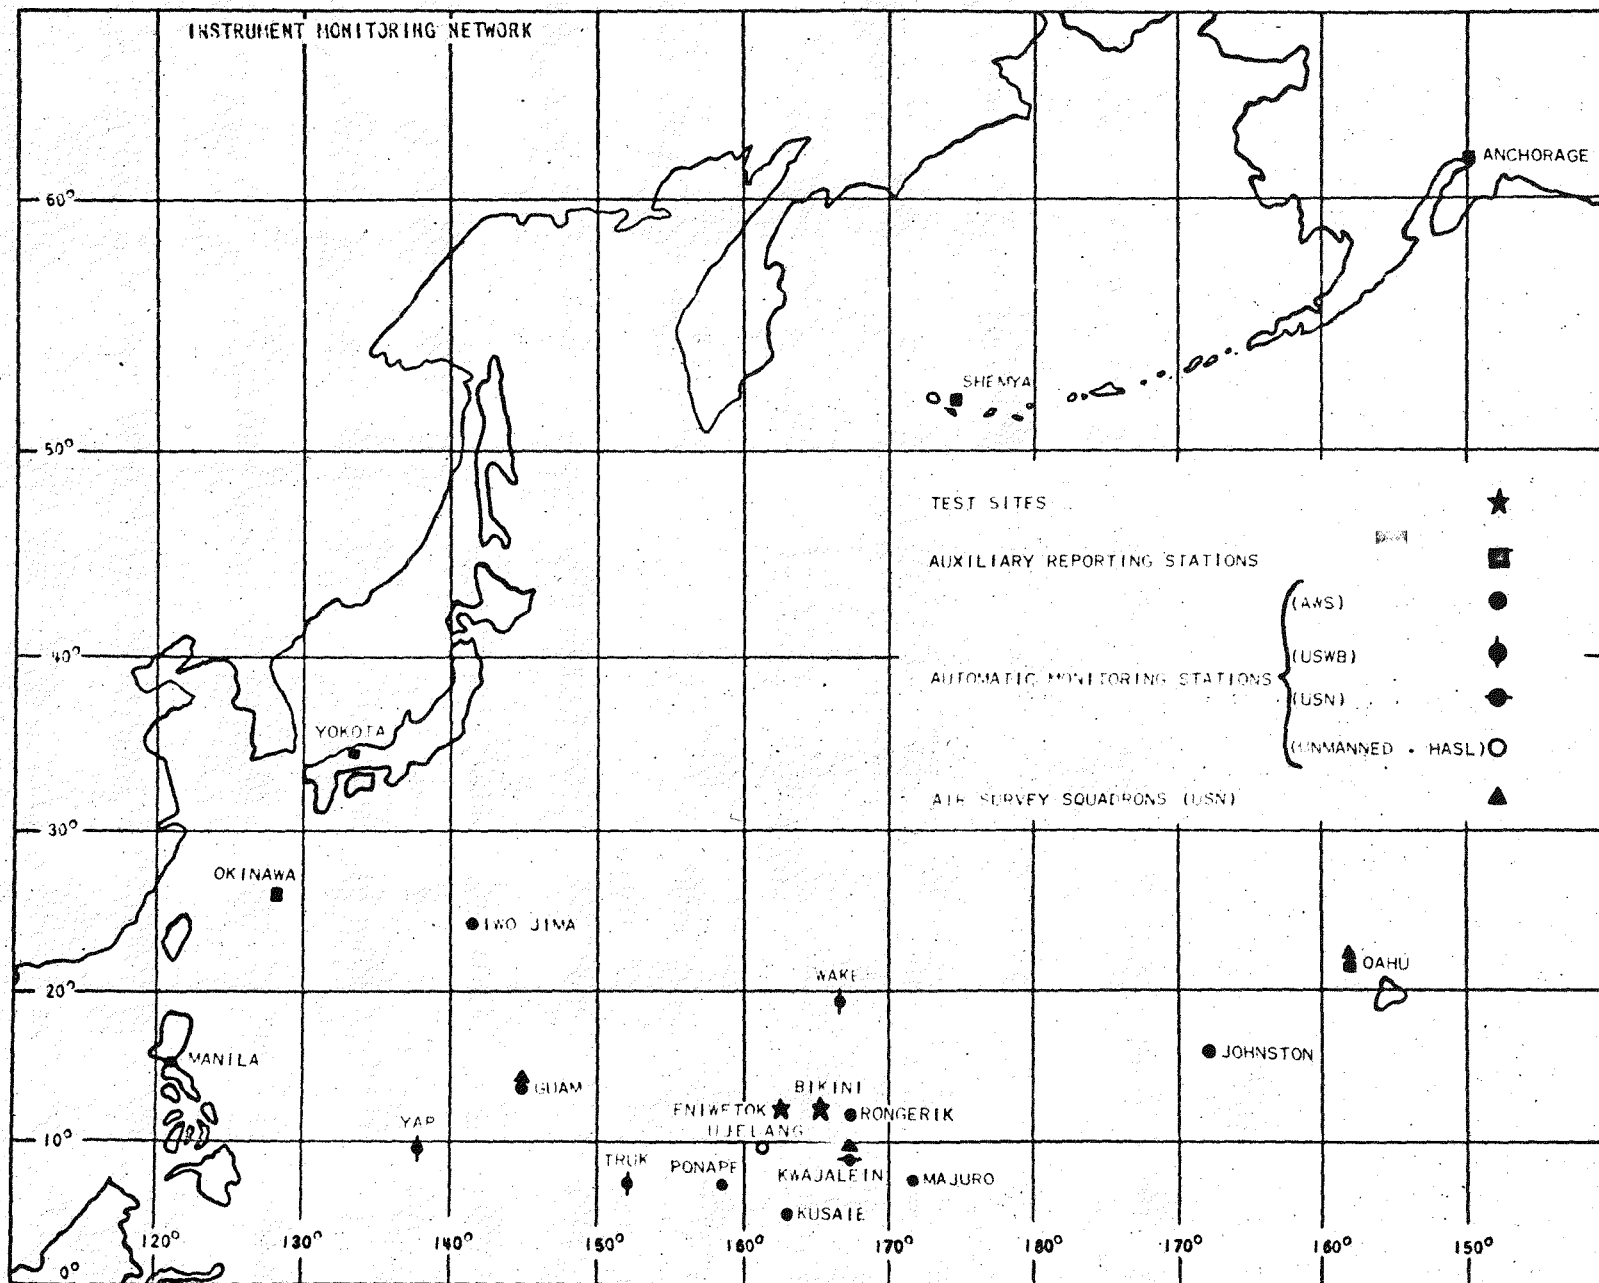 INSTRUMENT MONITORING NETWORK
ANCHORAGE
60°
SHEMYA
50°
TEST SITES
AUXILIARY REPORTING STATIONS
(AWS)
40°
(USWB)
AUTOMATIC MONITORING STATIONS
(USN)
YOKOTA
(UNMANNED - HASL)
AIR SURVEY SQUADRONS (USN)
30°
OKINAWA
IWO JIMA
OAHU
WAKE
20°
JOHNSTON
MANILA
GUAM
BIKINI
ENIWETOK
RONGERIK
YAP
UJELANG
10°
TRUK
PONAPE
KWAJALEIN
MAJURO
KUSAIE
120° 130° 140° 150° 160° 170° 180° 170° 160° 150°
0°